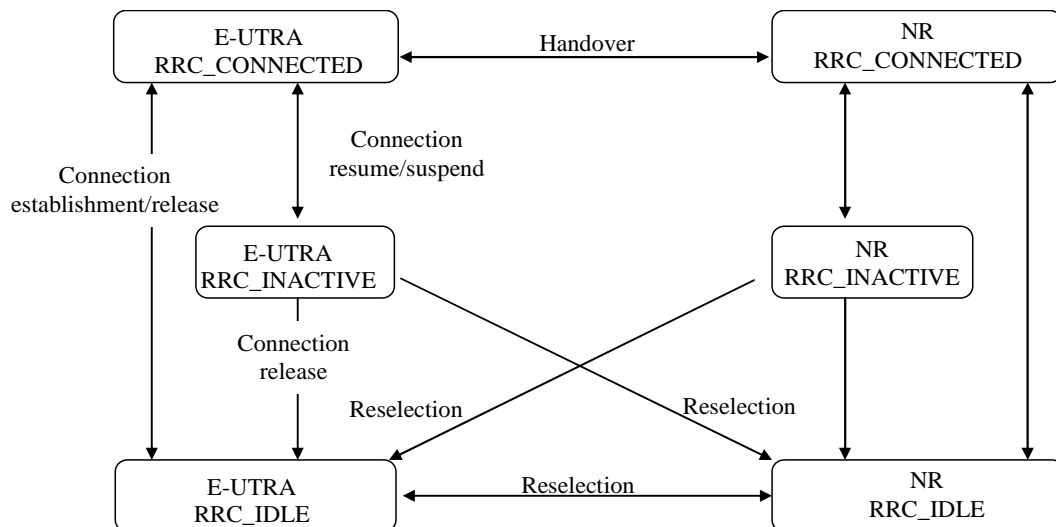 E-UTRA
RRC_CONNECTED
Handover
NR
RRC_CONNECTED
Connection
resume/suspend
Connection
establishment/release
E-UTRA
RRC_INACTIVE
NR
RRC_INACTIVE
Connection
release
Reselection
Reselection
E-UTRA
RRC_IDLE
Reselection
NR
RRC_IDLE